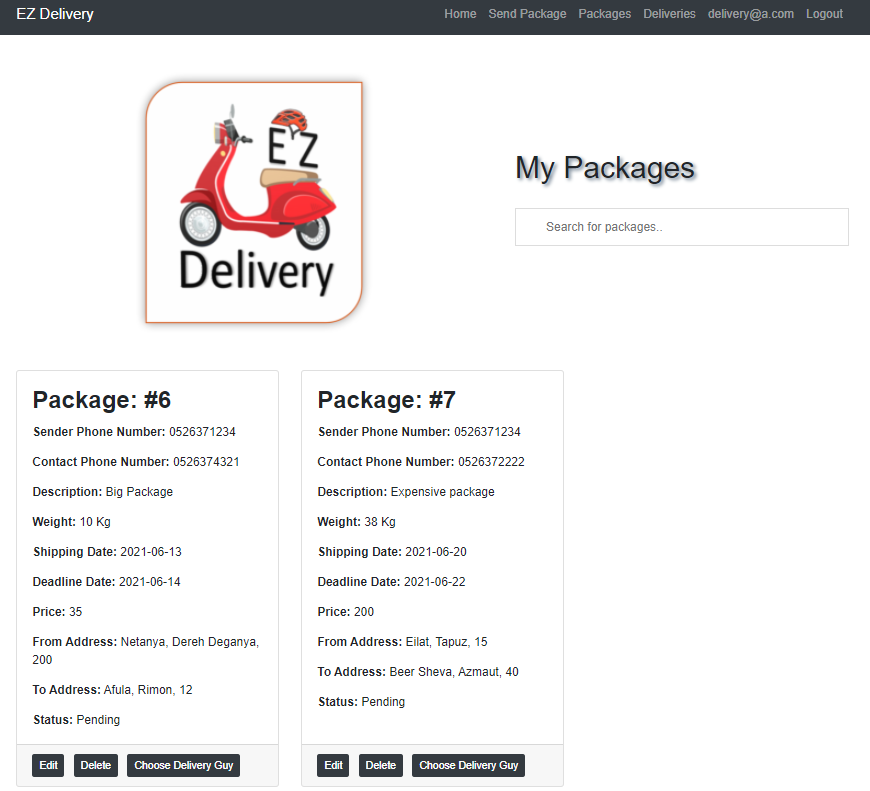 EZ Delivery
Home Send Package Packages Deliveries delivery@a.com Logout
EZ
Delivery
My Packages
Search for packages..
Package: #6
Sender Phone Number: 0526371234
Contact Phone Number: 0526374321
Description: Big Package
Weight: 10 Kg
Shipping Date: 2021-06-13
Deadline Date: 2021-06-14
Price: 35
From Address: Netanya, Dereh Deganya,
200
To Address: Afula, Rimon, 12
Status: Pending
Edit Delete Choose Delivery Guy
Package: #7
Sender Phone Number: 0526371234
Contact Phone Number: 0526372222
Description: Expensive package
Weight: 38 Kg
Shipping Date: 2021-06-20
Deadline Date: 2021-06-22
Price: 200
From Address: Eilat, Tapuz, 15
To Address: Beer Sheva, Azmaut, 40
Status: Pending
Edit Delete Choose Delivery Guy